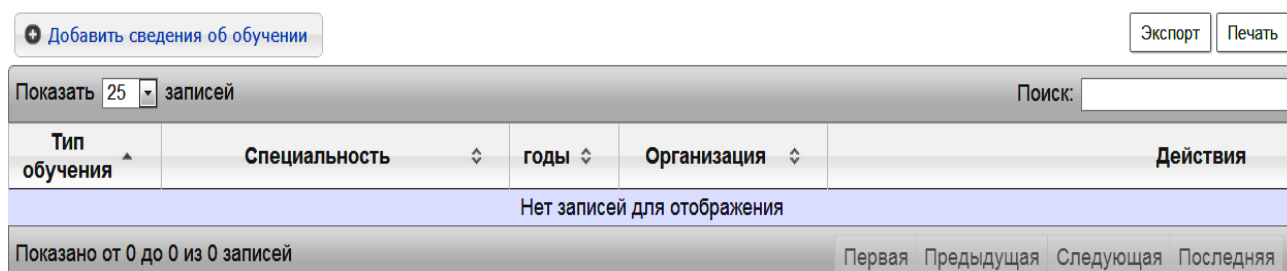 Добавить сведения об обучении
Экспорт Печать
Показать 25 записей
Поиск:
Тип обучения Специальность годы Организация Действия
Нет записей для отображения
Показано от 0 до 0 из 0 записей
Первая Предыдущая Следующая Последняя